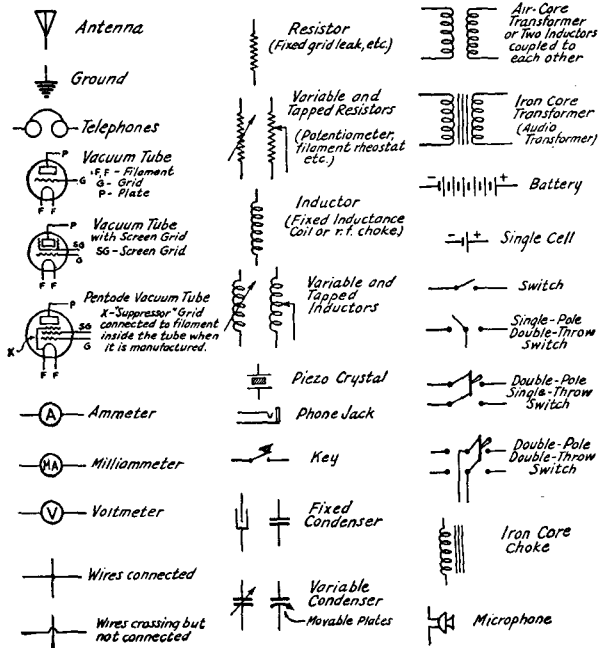 Antenna
Ground
Telephones
P
Vacuum Tube
F, F - Filament
G - Grid
P - Plate
G
F F
P
Vacuum Tube
with Screen Grid
SG - Screen Grid
SG
G
F F
P
Pentode Vacuum Tube
X-"Suppressor" Grid
connected to filament
inside the tube when
it is manufactured.
SG
G
X
F F
A
Ammeter
MA
Milliammeter
V
Voltmeter
Wires connected
Wires crossing but
not connected
Resistor
(Fixed grid leak, etc.)
Variable and
Tapped Resistors
(Potentiometer,
filament rheostat
etc.)
Inductor
(Fixed Inductance
Coil or r.f. choke)
Variable and
Tapped
Inductors
Piezo Crystal
Phone Jack
Key
Fixed
Condenser
Variable
Condenser
Movable Plates
Air-Core
Transformer
or Two Inductors
coupled to
each other
Iron Core
Transformer
(Audio
Transformer)
- +
Battery
- +
Single Cell
Switch
Single-Pole
Double-Throw
Switch
Double-Pole
Single-Throw
Switch
Double-Pole
Double-Throw
Switch
Iron Core
Choke
Microphone